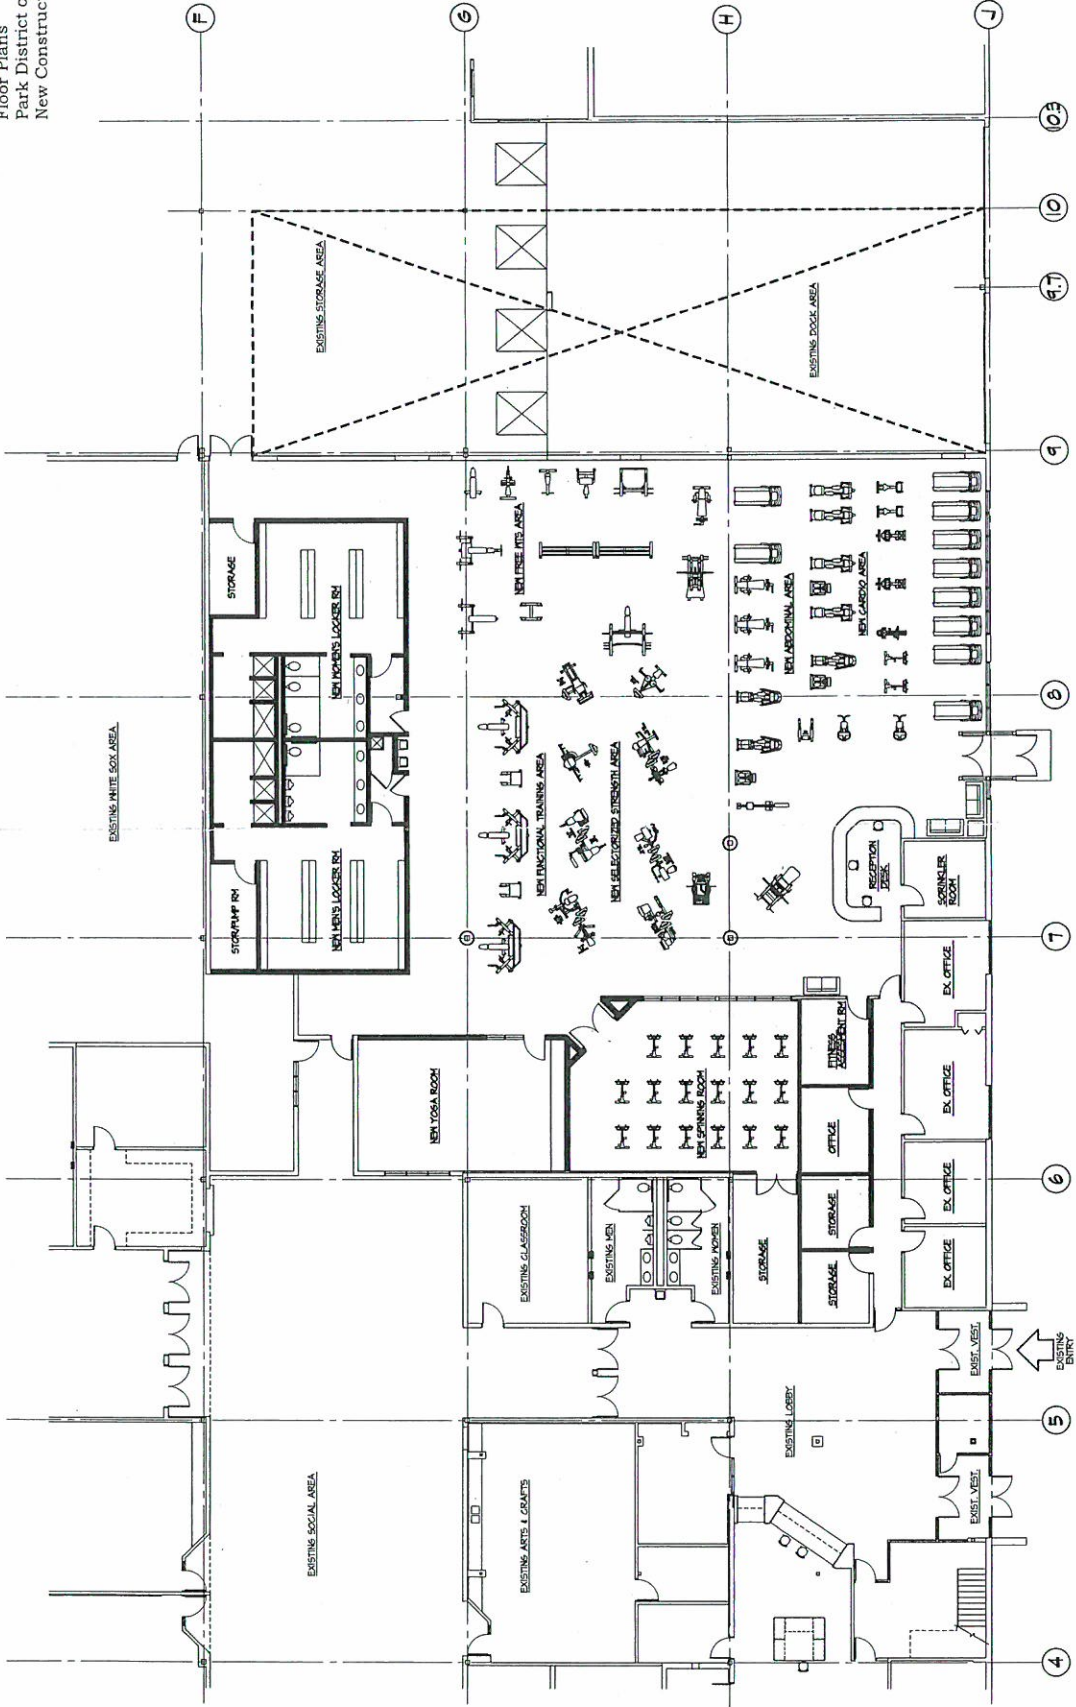 Floor Plans
Park District o
New Construc
F
G
H
J
10.3
10
9.7
9
8
7
6
5
4
EXISTING STORAGE AREA
EXISTING DOCK AREA
EXISTING WHITE SOX AREA
STORAGE
NEW WOMEN'S LOCKER RM
STOR/PUMP RM
NEW MEN'S LOCKER RM
NEW FREE WTS AREA
NEW FUNCTIONAL TRAINING AREA
NEW SELECTORIZED STRENGTH AREA
NEW ABDOMINAL AREA
NEW CARDIO AREA
RECEPTION
DESK
SPRINKLER
ROOM
NEW YOGA ROOM
NEW SPINNING ROOM
FITNESS
ASSESSMENT RM
OFFICE
EX. OFFICE
EX. OFFICE
EX. OFFICE
EX. OFFICE
EXISTING CLASSROOM
EXISTING MEN
EXISTING WOMEN
STORAGE
STORAGE
STORAGE
EXISTING SOCIAL AREA
EXISTING ARTS & CRAFTS
EXISTING LOBBY
EXIST. VEST.
EXIST. VEST.
EXISTING
ENTRY